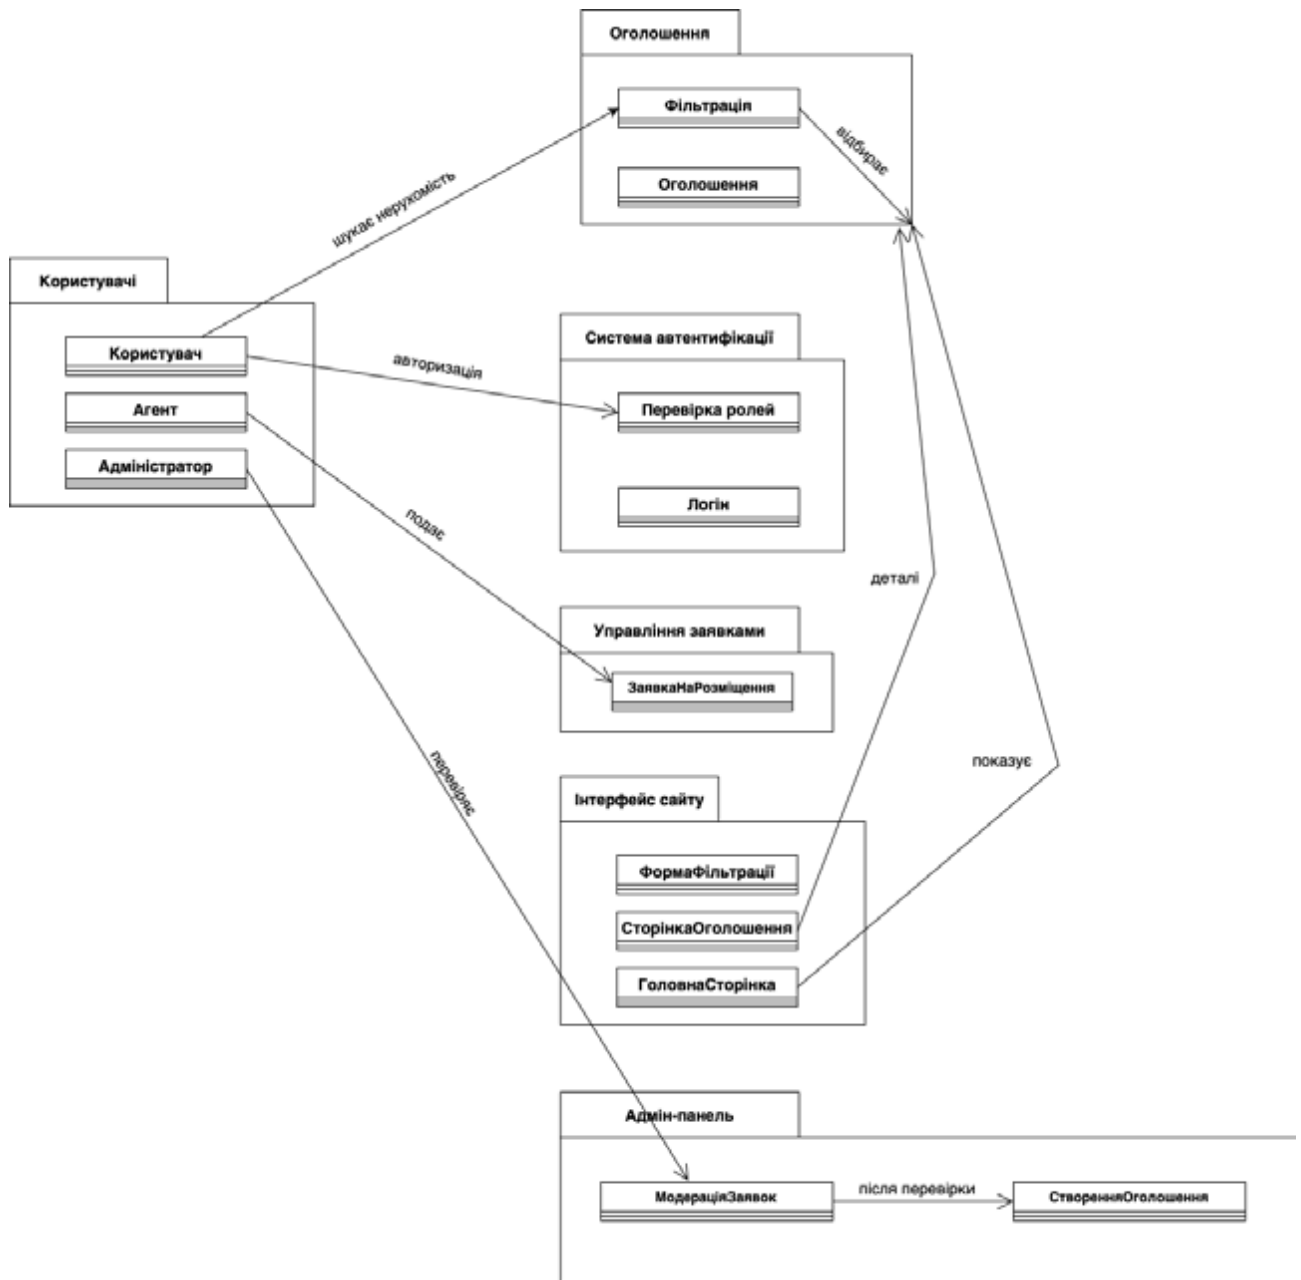 Оголошення
Фільтрація
відбирає
Оголошення
шукає нерухомість
Користувачі
Користувач
Агент
Адміністратор
авторизація
Система автентифікації
Перевірка ролей
Логін
подає
деталі
Управління заявками
ЗаявкаНаРозміщення
перевіряє
показує
Інтерфейс сайту
ФормаФільтрації
СторінкаОголошення
ГоловнаСторінка
Адмін-панель
МодераціяЗаявок
після перевірки
СтворенняОголошення